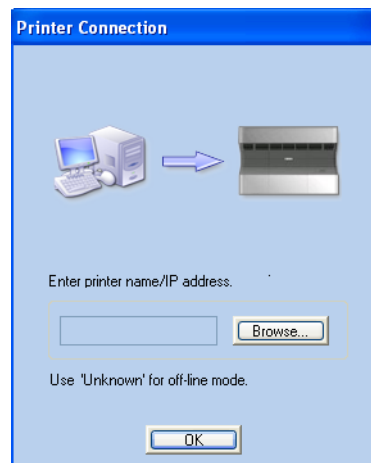 Printer Connection
Enter printer name/IP address.
Browse...
Use 'Unknown' for off-line mode.
OK